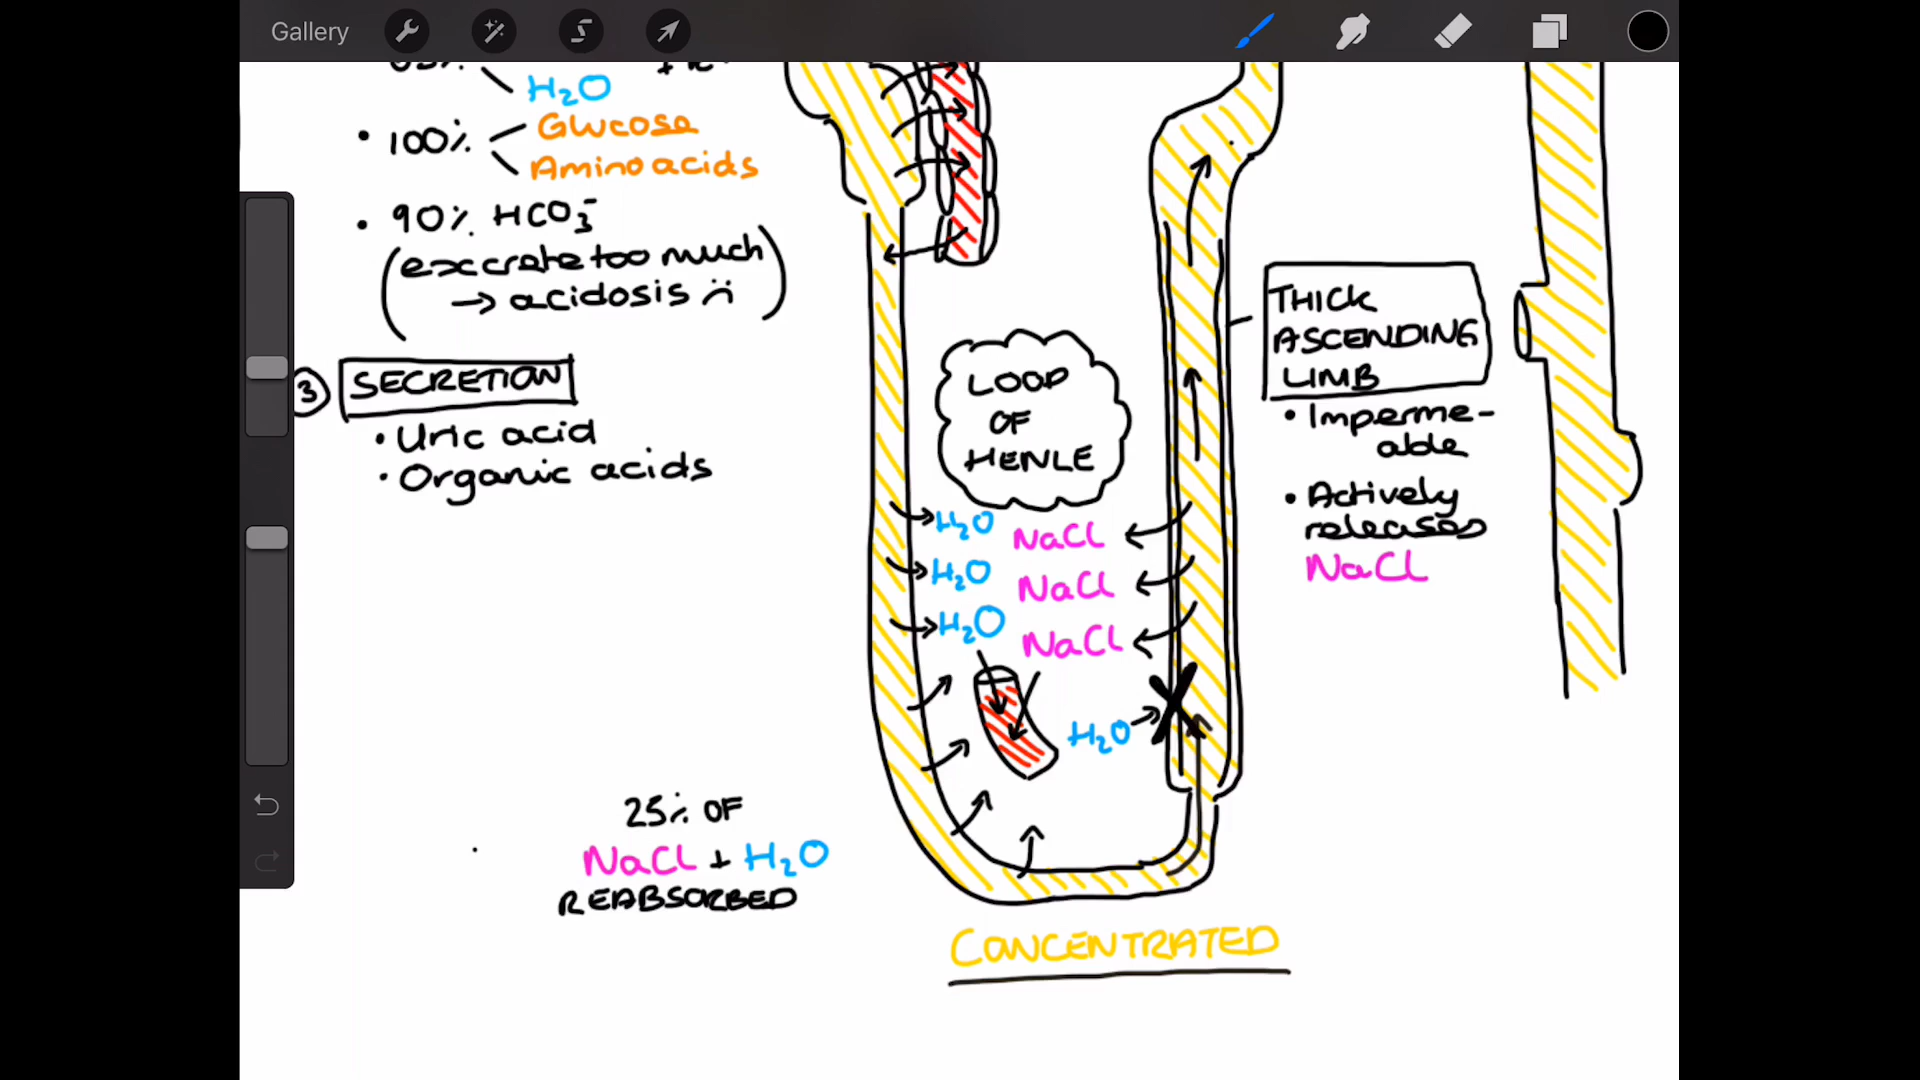 Gallery
H₂O
• 100% Glucose
Amino acids
• 90% HCO₃⁻
(excrete too much
→ acidosis :()
3 SECRETION
• Uric acid
• Organic acids
LOOP
OF
HENLE
H₂O NaCl
H₂O NaCl
H₂O NaCl
H₂O
THICK
ASCENDING
LIMB
• Imperme-
able
• Actively
releases
NaCl
25% OF
NaCl + H₂O
REABSORBED
CONCENTRATED